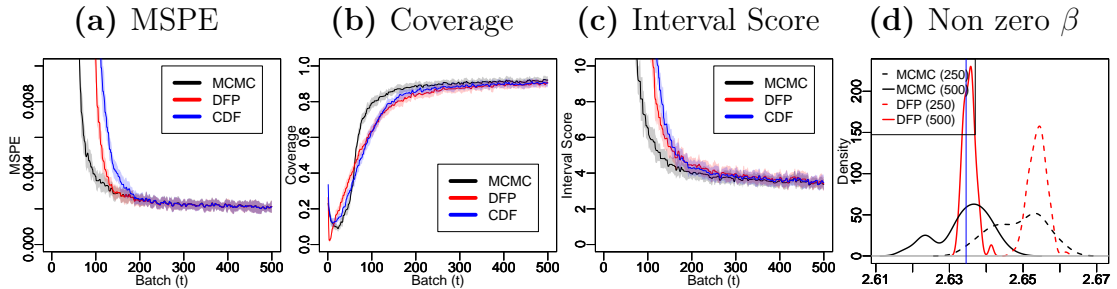 (a) MSPE
(b) Coverage
(c) Interval Score
(d) Non zero β
MSPE
0.000
0.004
0.008
MCMC
DFP
CDF
0
100
200
300
400
500
Batch (t)
Coverage
0.0
0.2
0.4
0.6
0.8
1.0
MCMC
DFP
CDF
0
100
200
300
400
500
Batch (t)
Interval Score
0
2
4
6
8
10
MCMC
DFP
CDF
0
100
200
300
400
500
Batch (t)
Density
0
50
100
150
200
MCMC (250)
MCMC (500)
DFP (250)
DFP (500)
2.61
2.63
2.65
2.67